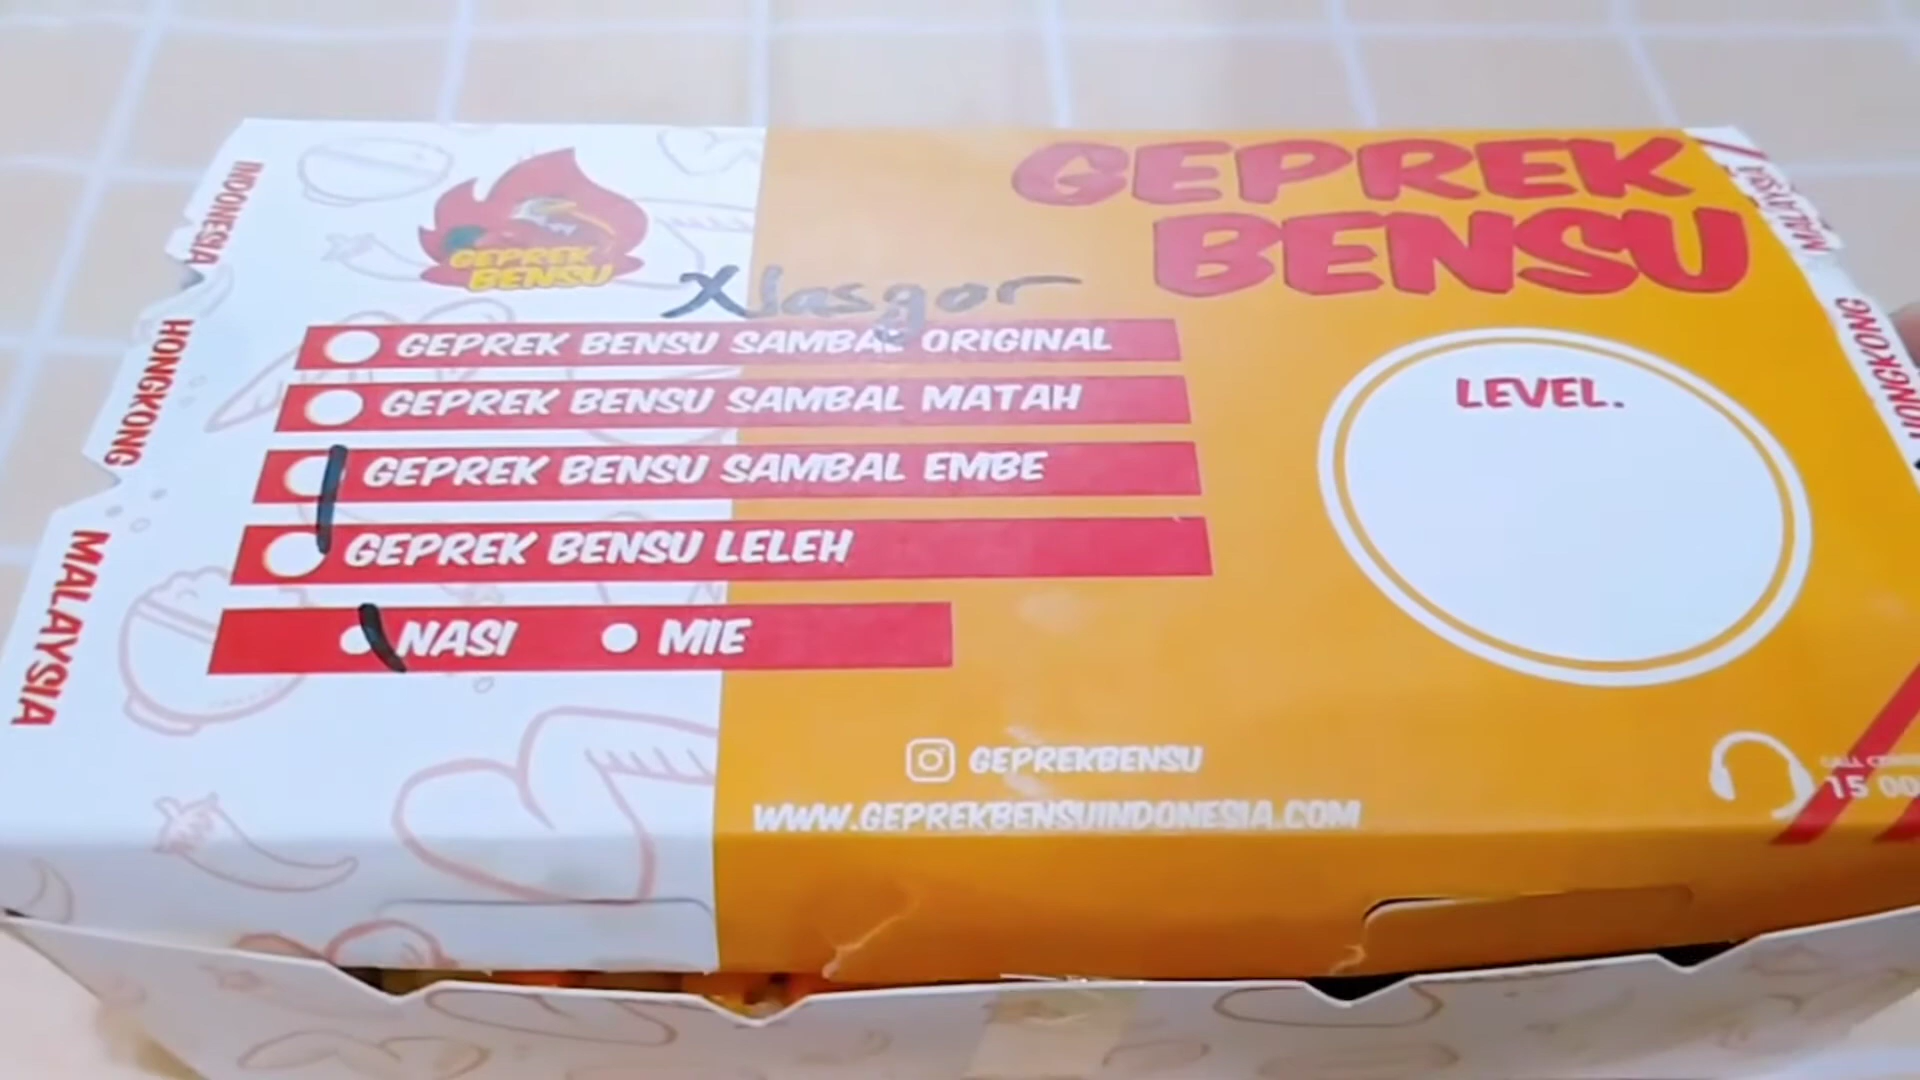 GEPREK
BENSU
INDONESIA
HONGKONG
MALAYSIA
GEPREK
BENSU
GEPREK BENSU SAMBAL ORIGINAL
GEPREK BENSU SAMBAL MATAH
GEPREK BENSU SAMBAL EMBE
GEPREK BENSU LELEH
NASI MIE
LEVEL.
GEPREKBENSU
WWW.GEPREKBENSUINDONESIA.COM
MALAYSIA
HONGKONG